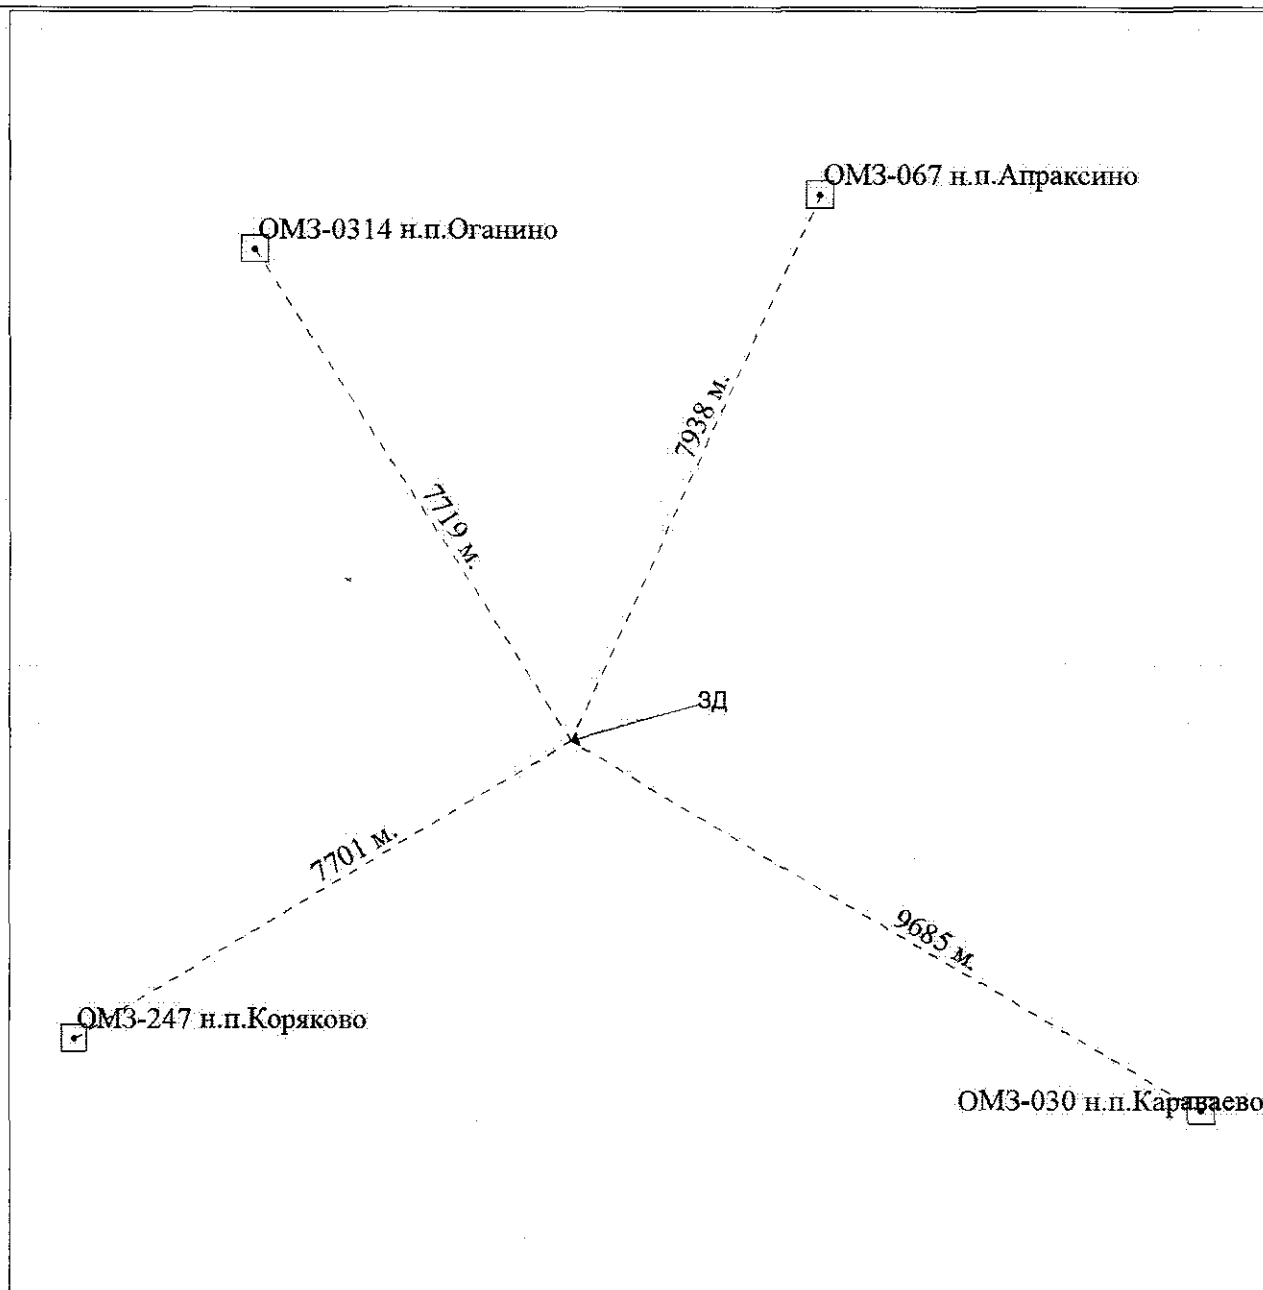 ОМЗ-067 н.п.Апраксино
ОМЗ-0314 н.п.Оганино
7938 м.
7719 м.
ЗД
7701 м.
9685 м.
ОМЗ-247 н.п.Коряково
ОМЗ-030 н.п.Караваево